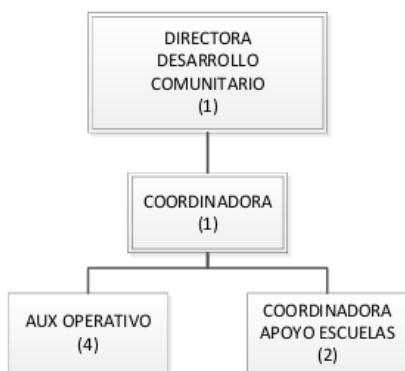 DIRECTORA
DESARROLLO
COMUNITARIO
(1)
COORDINADORA
(1)
AUX OPERATIVO
(4)
COORDINADORA
APOYO ESCUELAS
(2)